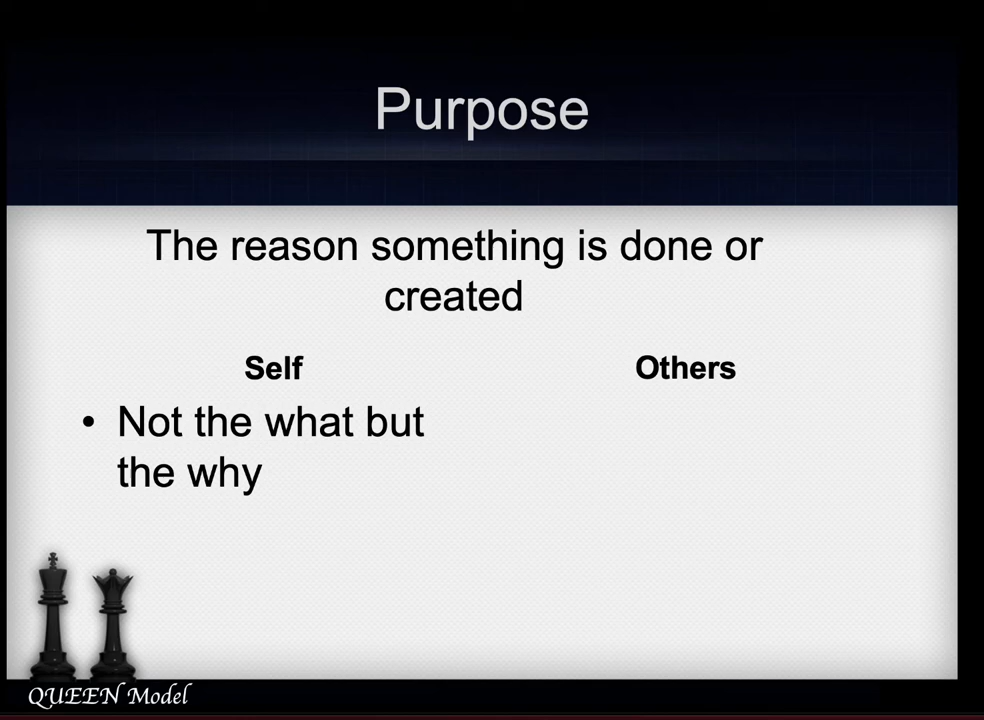 Purpose
The reason something is done or
created
Self
Others
• Not the what but
the why
QUEEN Model